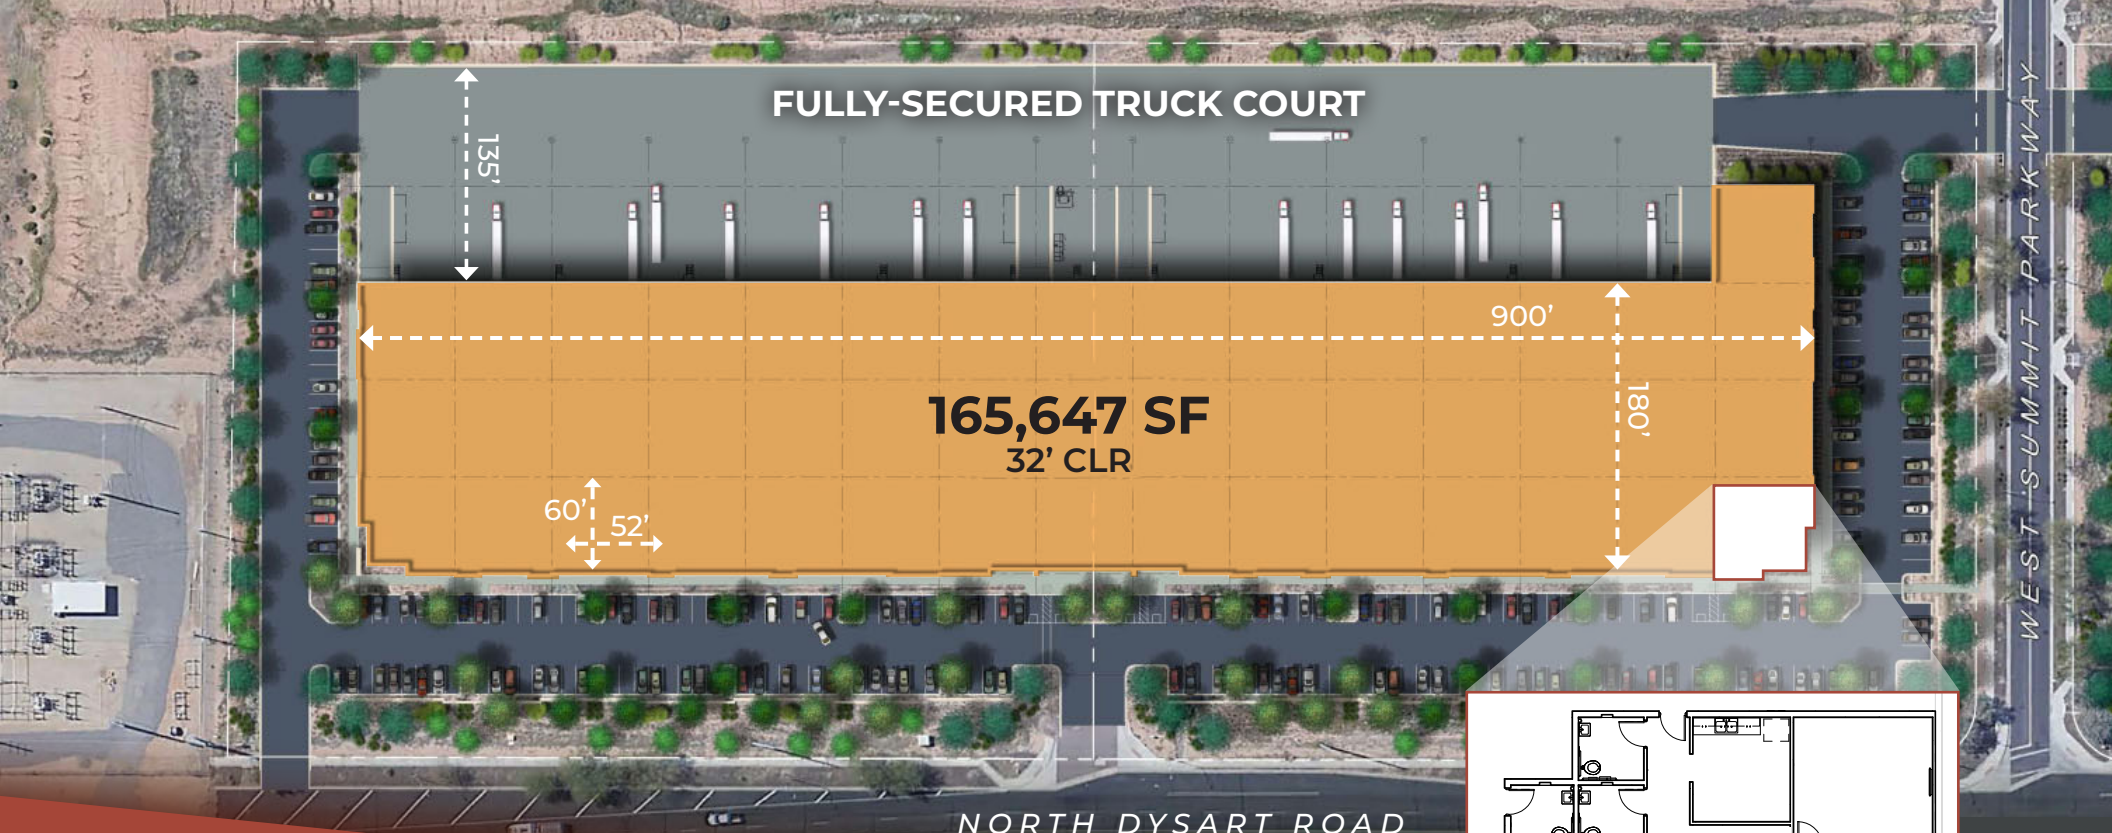 FULLY-SECURED TRUCK COURT
135’
900’
180’
165,647 SF
32’ CLR
60’
52’
WEST SUMMIT PARKWAY
NORTH DYSART ROAD